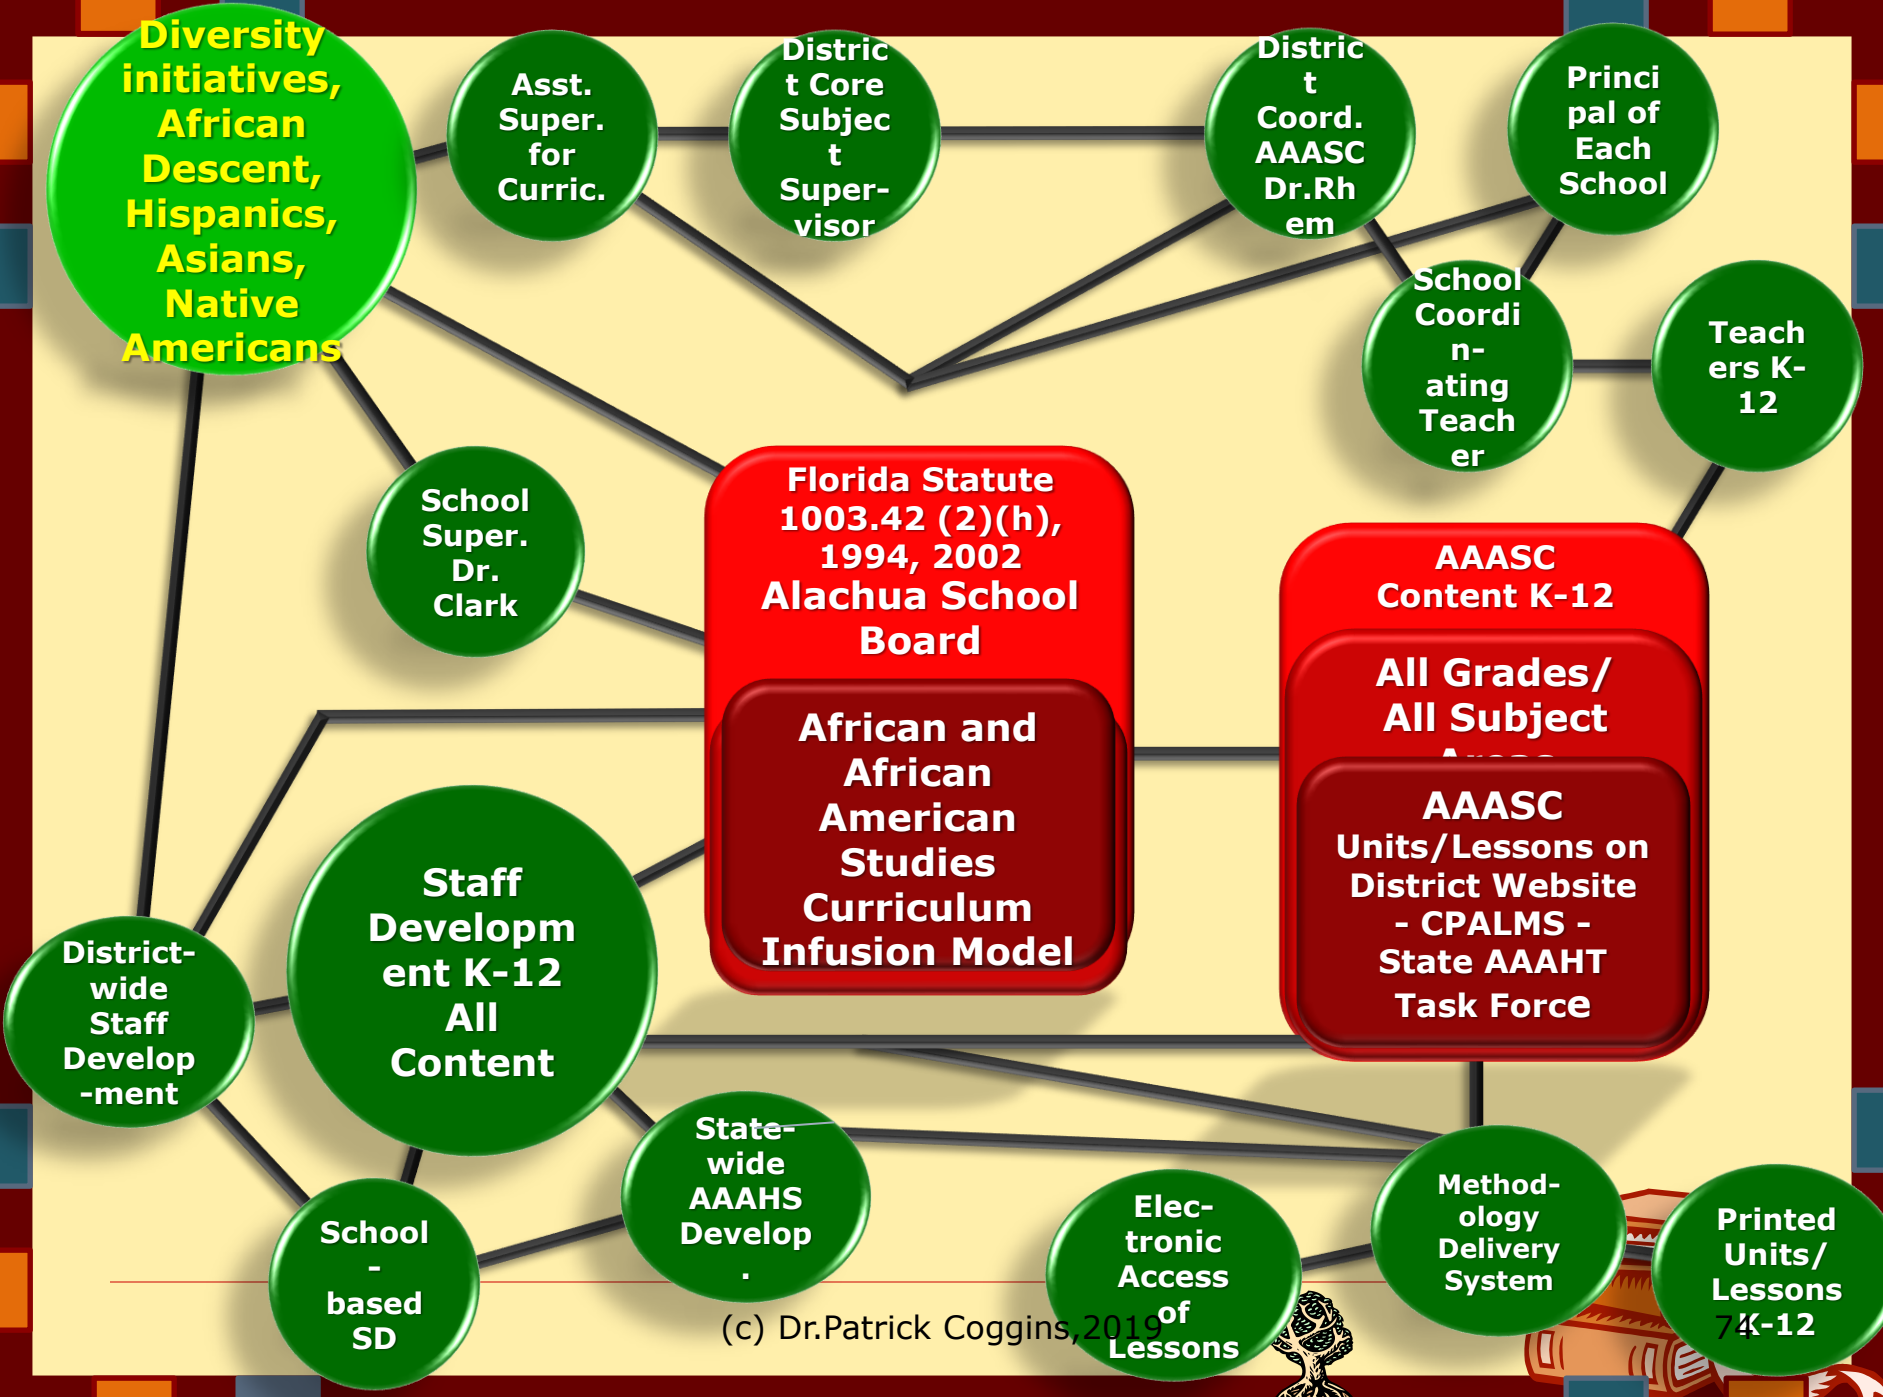 Diversity
initiatives,
African
Descent,
Hispanics,
Asians,
Native
Americans
Asst.
Super.
for
Curric.
Distric
t Core
Subjec
t
Super-
visor
Distric
t
Coord.
AAASC
Dr.Rh
em
Princi
pal of
Each
School
School
Coordi
n-
ating
Teach
er
Teach
ers K-
12
School
Super.
Dr.
Clark
Florida Statute
1003.42 (2)(h),
1994, 2002
Alachua School
Board
African and
African
American
Studies
Curriculum
Infusion Model
AAASC
Content K-12
All Grades/
All Subject
Areas
AAASC
Units/Lessons on
District Website
- CPALMS -
State AAAHT
Task Force
Staff
Developm
ent K-12
All
Content
District-
wide
Staff
Develop
-ment
School
-
based
SD
State-
wide
AAAHS
Develop
.
Elec-
tronic
Access
of
Lessons
Method-
ology
Delivery
System
Printed
Units/
Lessons
K-12
(c) Dr.Patrick Coggins,2019
74